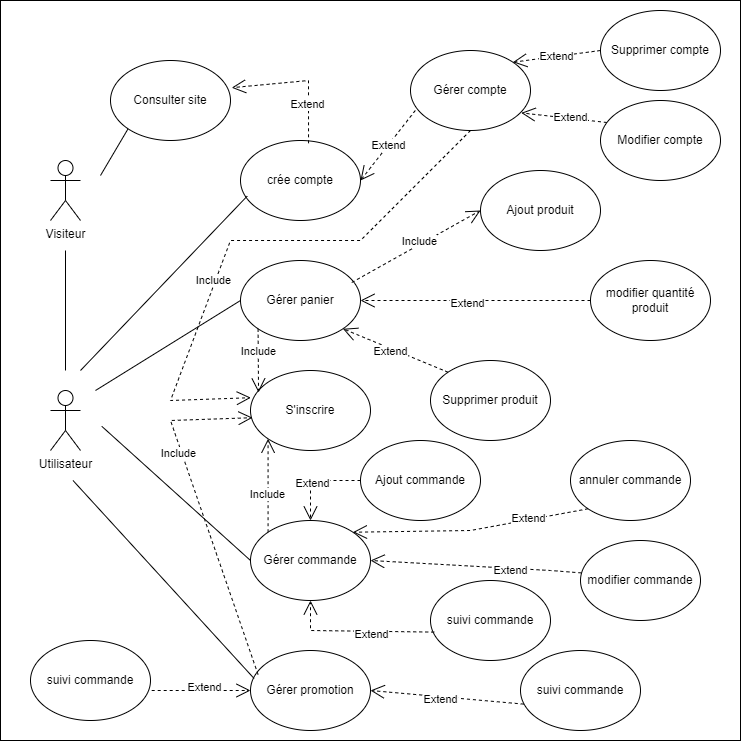 Supprimer compte
Extend
Gérer compte
Consulter site
Extend
Extend
Modifier compte
Extend
crée compte
Ajout produit
Visiteur
Include
Include
Gérer panier
modifier quantité
produit
Extend
Include
Extend
Supprimer produit
S'inscrire
Include
Utilisateur
Ajout commande
annuler commande
Extend
Include
Extend
Gérer commande
Extend
modifier commande
suivi commande
Extend
suivi commande
Extend
Gérer promotion
Extend
suivi commande